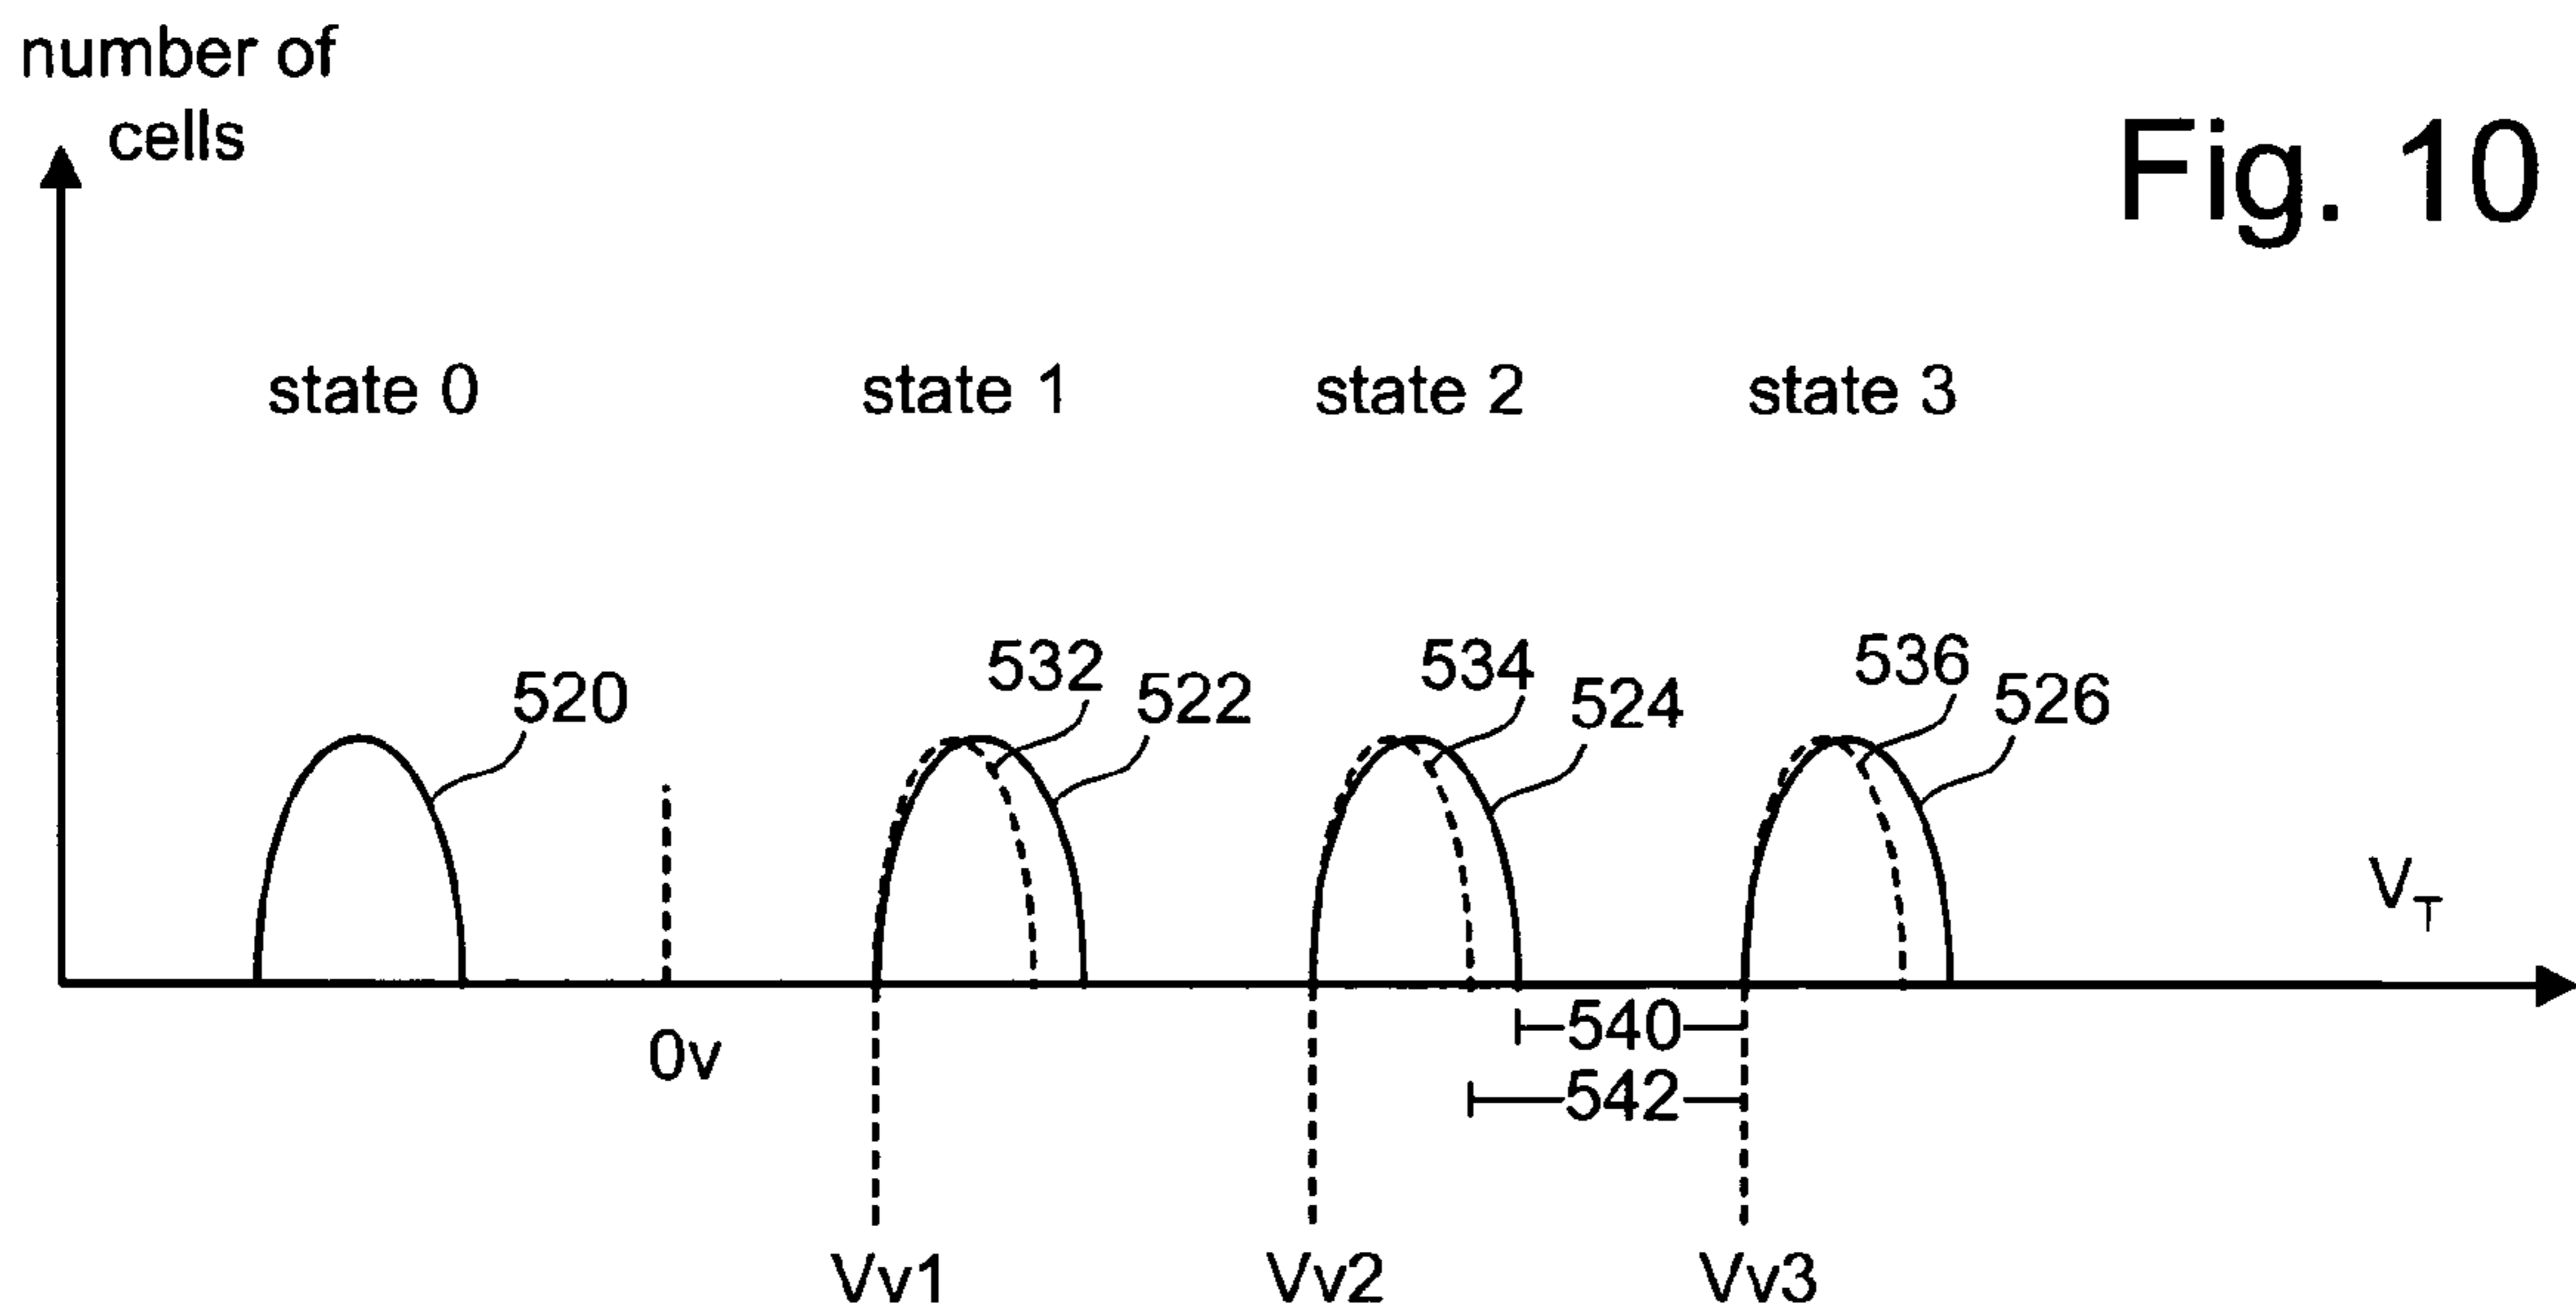 number of
cells
Fig. 10
state 0
state 1
state 2
state 3
520
532
522
534
524
536
526
VT
0v
540
542
Vv1
Vv2
Vv3